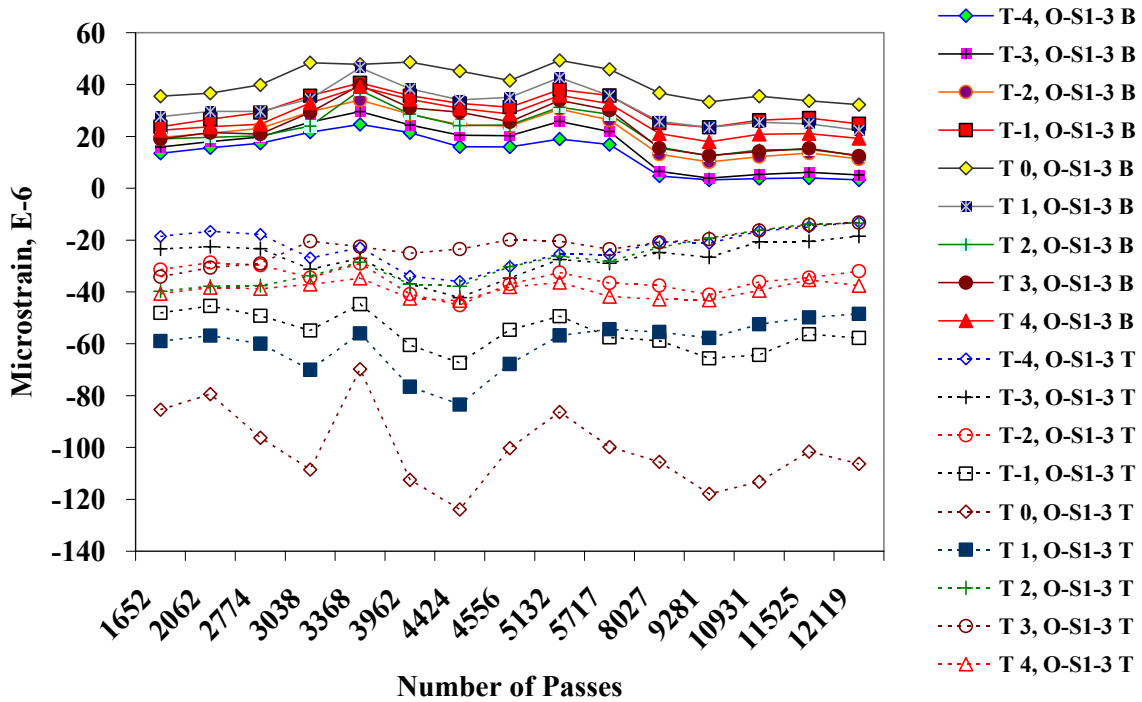 60
40
20
0
-20
-40
-60
-80
-100
-120
-140
Microstrain, E-6
1652
2062
2774
3038
3368
3962
4424
4556
5132
5717
8027
9281
10931
11525
12119
Number of Passes
T-4, O-S1-3 B
T-3, O-S1-3 B
T-2, O-S1-3 B
T-1, O-S1-3 B
T 0, O-S1-3 B
T 1, O-S1-3 B
T 2, O-S1-3 B
T 3, O-S1-3 B
T 4, O-S1-3 B
T-4, O-S1-3 T
T-3, O-S1-3 T
T-2, O-S1-3 T
T-1, O-S1-3 T
T 0, O-S1-3 T
T 1, O-S1-3 T
T 2, O-S1-3 T
T 3, O-S1-3 T
T 4, O-S1-3 T